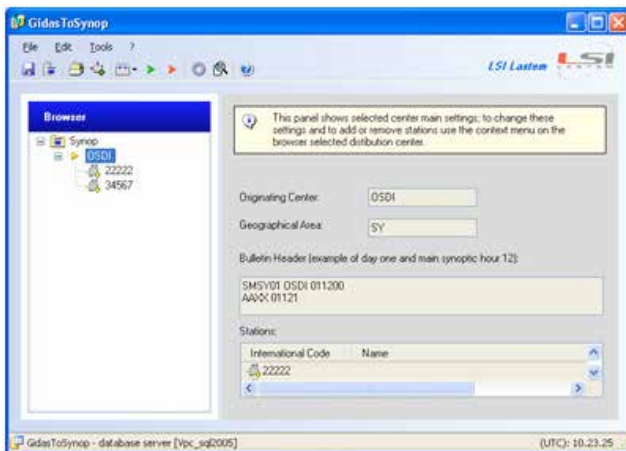 GidasToSynop
File Edit Tools ?
LSI Lastem
LSI
LASTEM
Browser
Synop
OSDI
22222
34567
This panel shows selected center main settings; to change these
settings and to add or remove stations use the context menu on the
browser selected distibution center.
Originating Center:
OSDI
Geographical Area:
SY
Bulletin Header (example of day one and main synoptic hour 12):
SMSY01 OSDI 011200
AAXX 01121
Stations:
International Code Name
22222
GidasToSynop - database server [Vpc_sql2005]
(UTC): 10.23.25